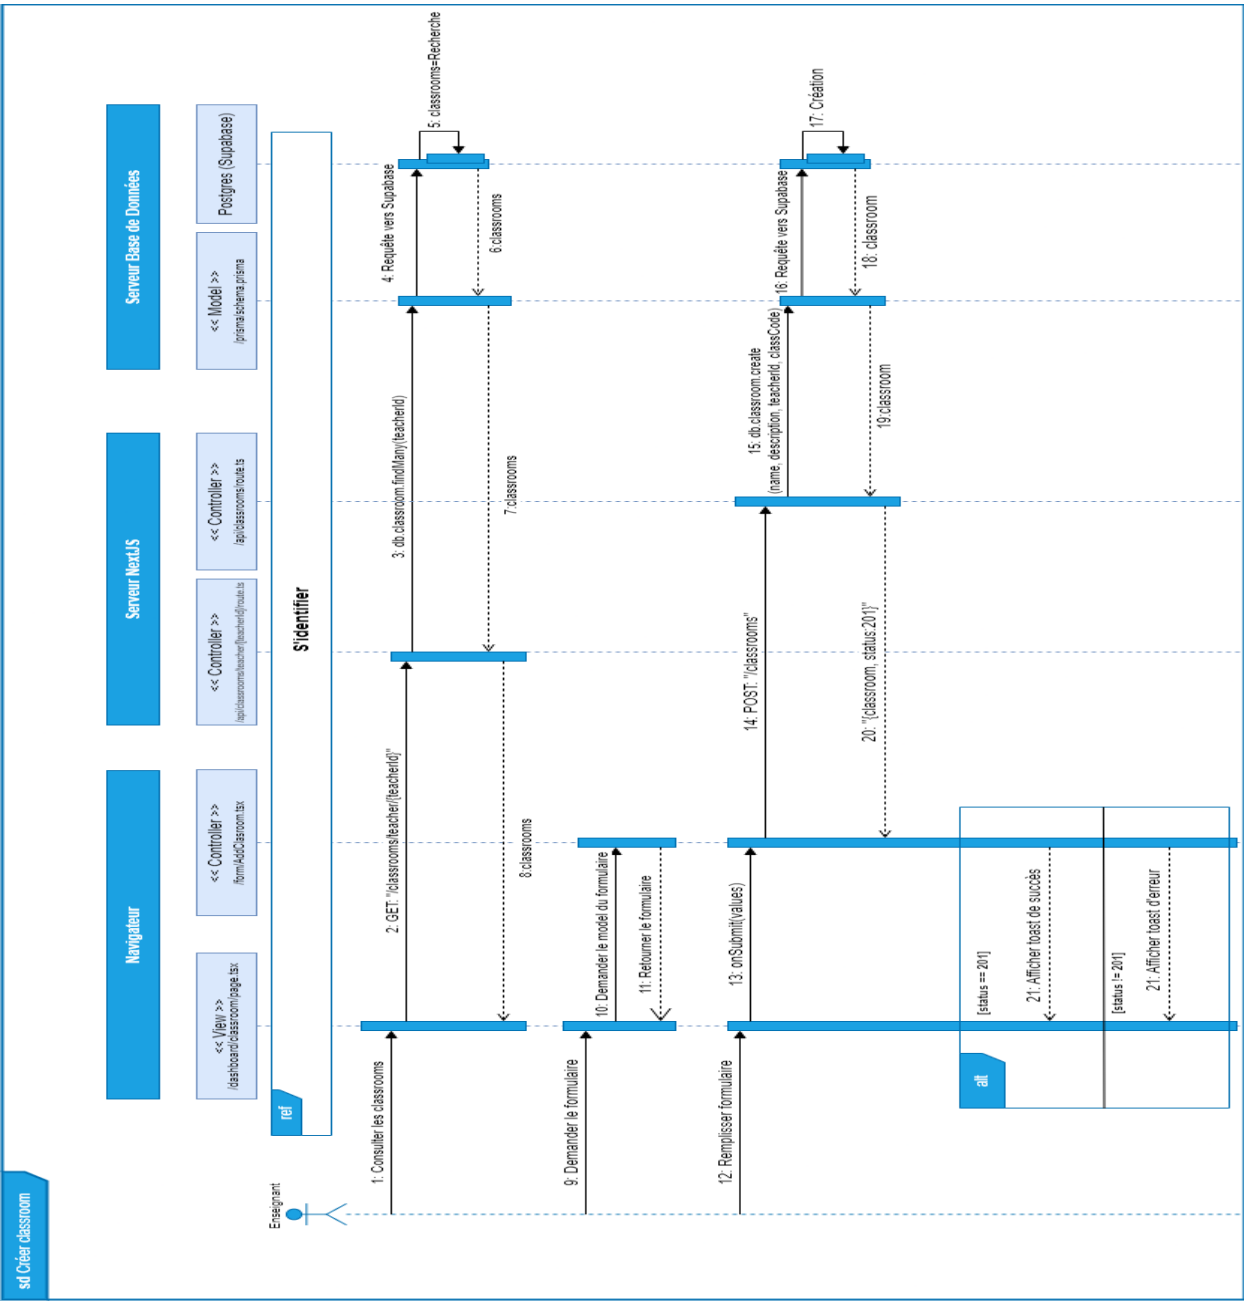 sd Créer classroom
Enseignant
Navigateur
Serveur NextJS
Serveur Base de Données
<< View >>
/dashboard/classroom/page.tsx
<< Controller >>
/form/AddClasroom.tsx
<< Controller >>
/api/classrooms/teacher/[teacherId]/route.ts
<< Controller >>
/api/classrooms/route.ts
<< Model >>
/prisma/schema.prisma
Postgres (Supabase)
ref
S'identifier
1: Consulter les classrooms
2: GET: "/classrooms/teacher/{teacherId}"
3: db.classroom.findMany(teacherId)
4: Requête vers Supabase
5: classrooms=Recherche
6:classrooms
7:classrooms
8:classrooms
9: Demander le formulaire
10: Demander le model du formulaire
11: Retourner le formulaire
12: Remplisser formulaire
13: onSubmit(values)
14: POST: "/classrooms"
15: db.classroom.create
(name, description, teacherId, classCode)
16: Requête vers Supabase
17: Création
18: classroom
19:classroom
20: "{classroom, status:201}"
alt
[status == 201]
21: Afficher toast de succès
[status != 201]
21: Afficher toast d'erreur